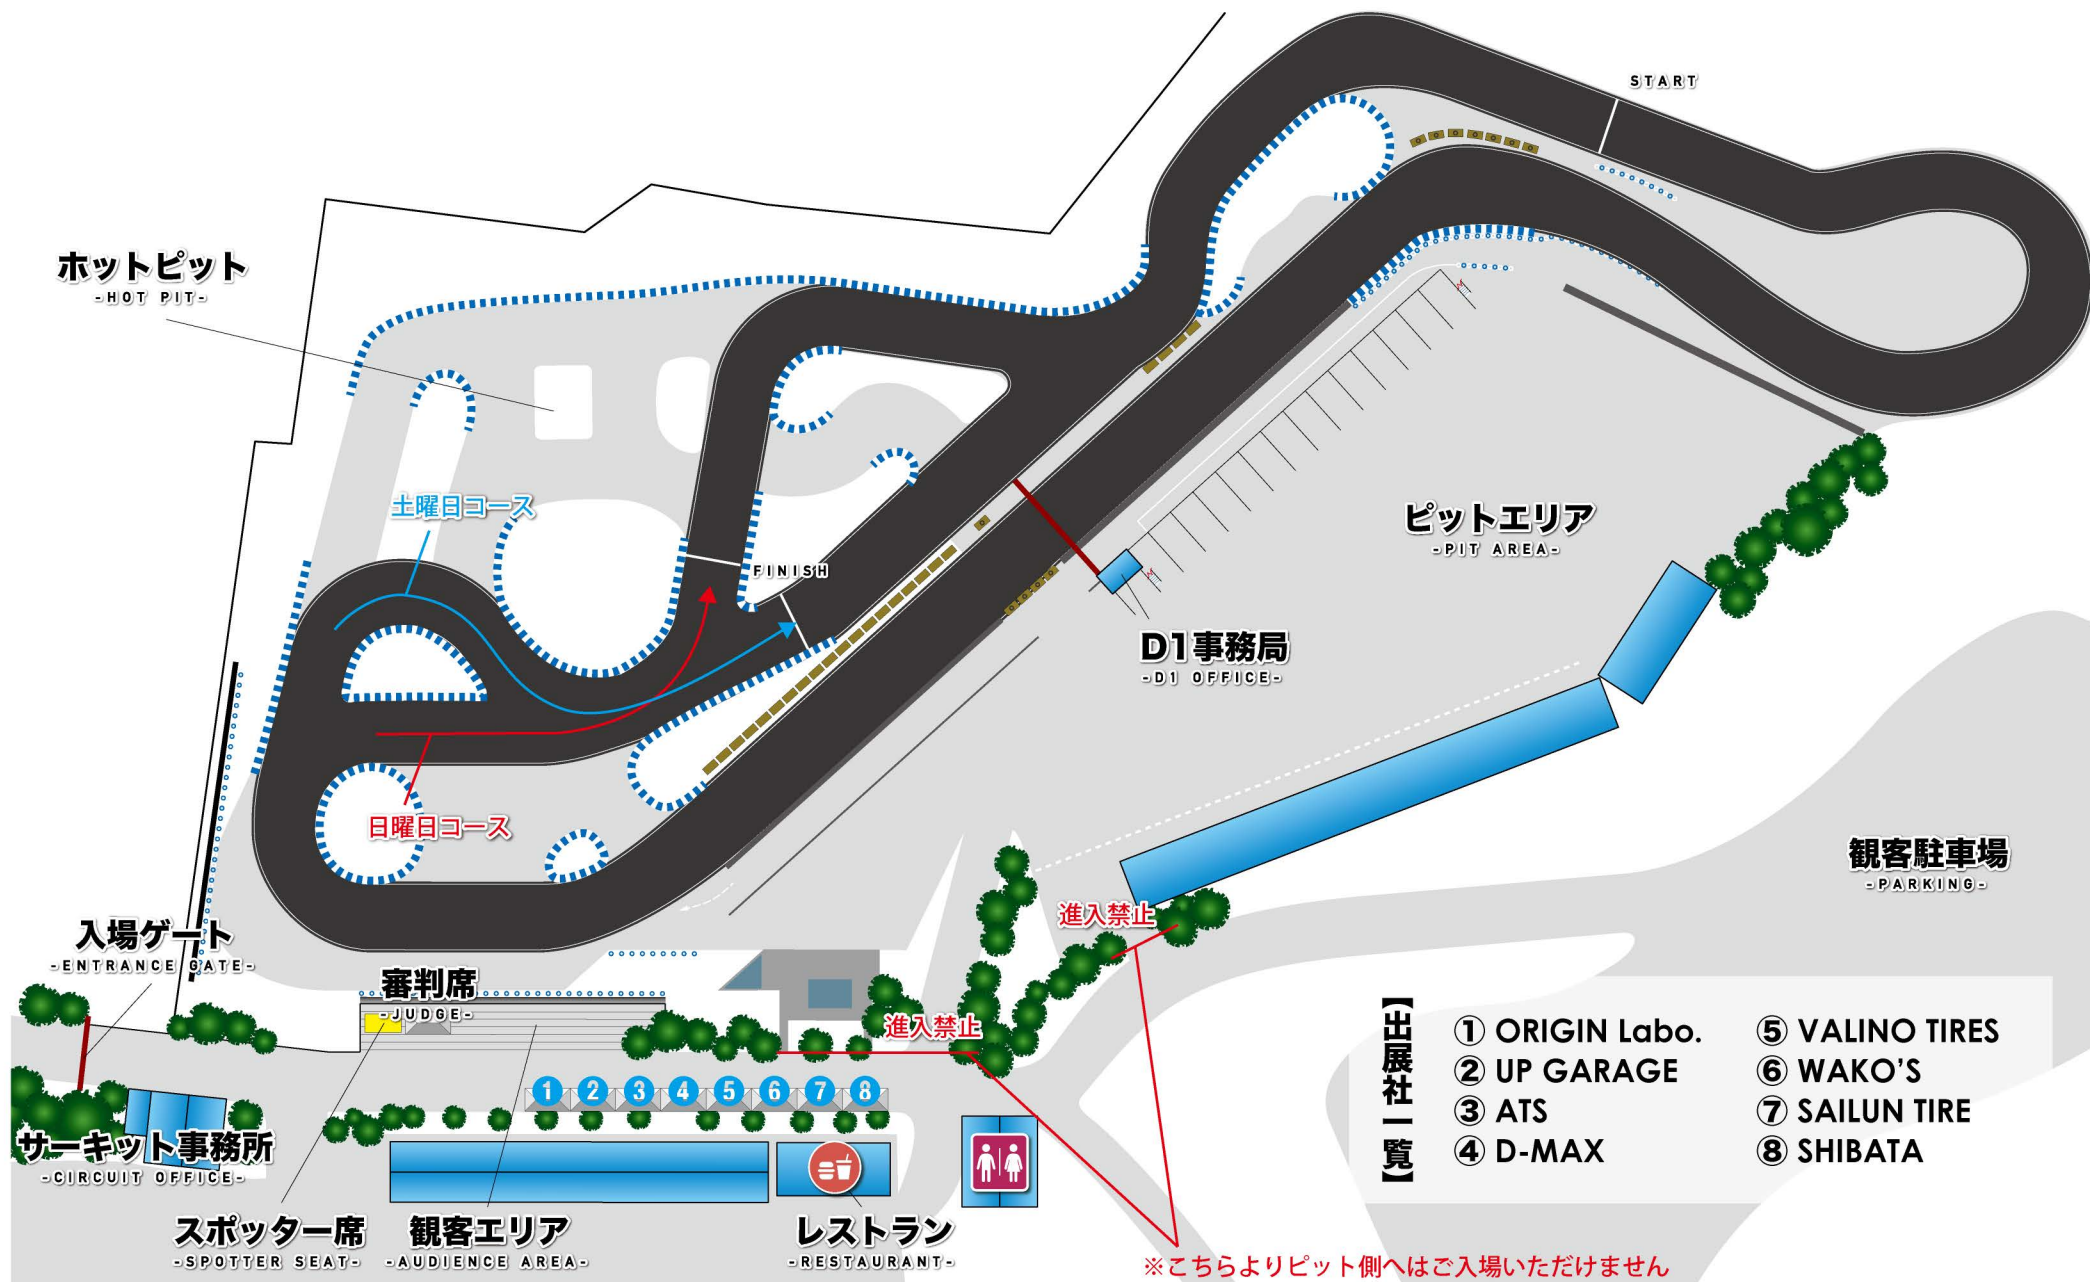 START
ホットピット
-HOT PIT-
土曜日コース
ピットエリア
-PIT AREA-
FINISH
D1事務局
-D1 OFFICE-
日曜日コース
観客駐車場
-PARKING-
進入禁止
入場ゲート
-ENTRANCE GATE-
審判席
-JUDGE-
進入禁止
【出展社一覧】
① ORIGIN Labo.
② UP GARAGE
③ ATS
④ D-MAX
⑤ VALINO TIRES
⑥ WAKO'S
⑦ SAILUN TIRE
⑧ SHIBATA
1 2 3 4 5 6 7 8
サーキット事務所
-CIRCUIT OFFICE-
スポッター席
-SPOTTER SEAT-
観客エリア
-AUDIENCE AREA-
レストラン
-RESTAURANT-
※こちらよりピット側へはご入場いただけません